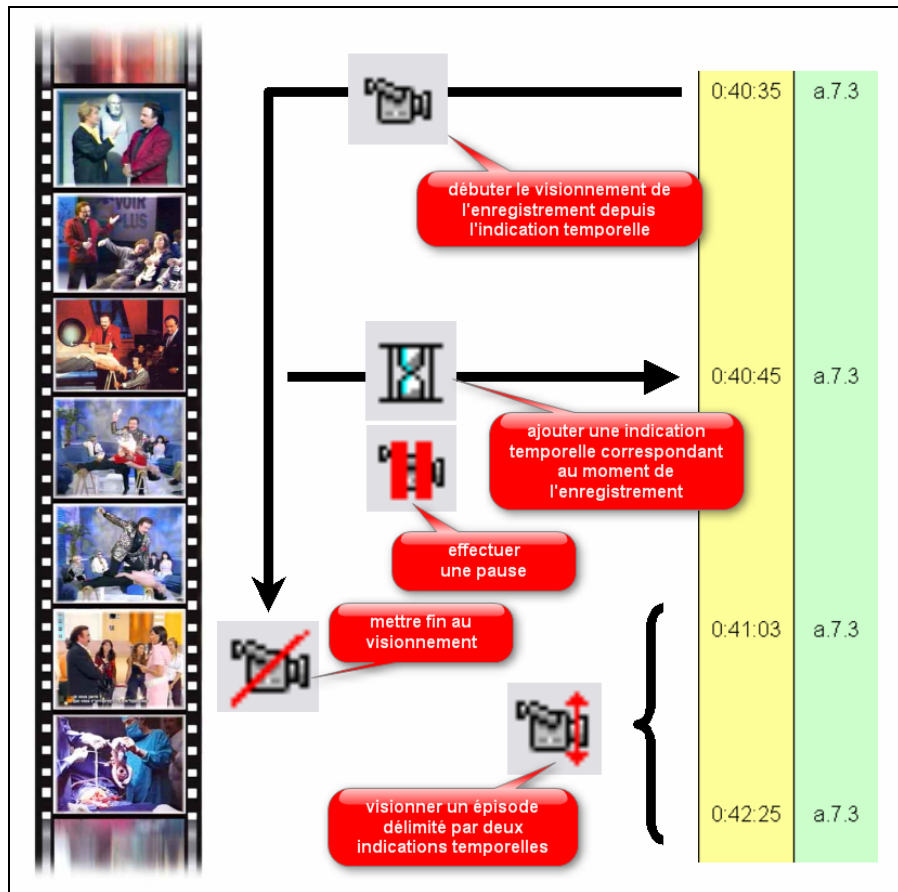 0:40:35 a.7.3
débuter le visionnement de
l'enregistrement depuis
l'indication temporelle
VOIR
PLUS
0:40:45 a.7.3
ajouter une indication
temporelle correspondant
au moment de
l'enregistrement
effectuer
une pause
mettre fin au
visionnement
0:41:03 a.7.3
visionner un épisode
délimité par deux
indications temporelles
0:42:25 a.7.3